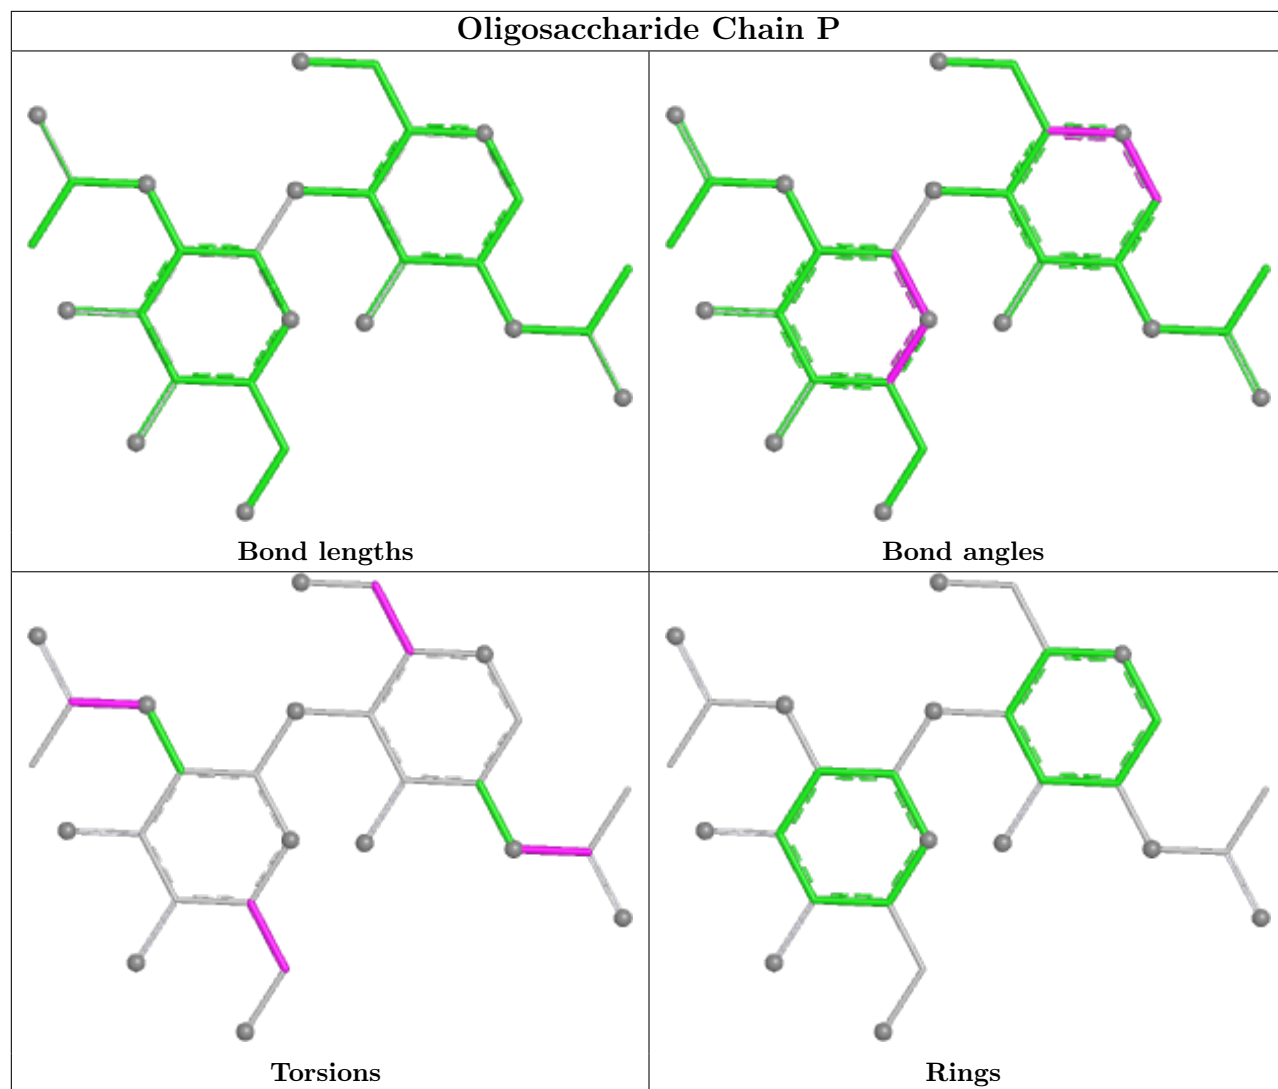 Oligosaccharide Chain P
Bond lengths
Bond angles
Torsions
Rings